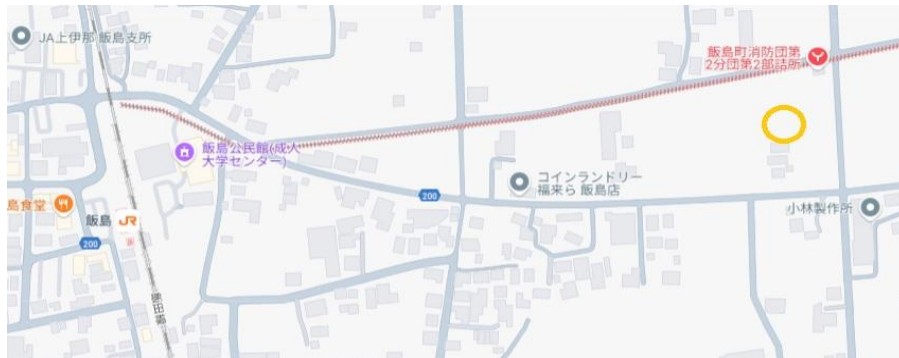 JA上伊那 飯島支所
飯島町消防団第
2分団第2部詰所
飯島公民館(成人
大学センター)
コインランドリー
福来ら 飯島店
200
島食堂
飯島
JR
小林製作所
200
飯田線